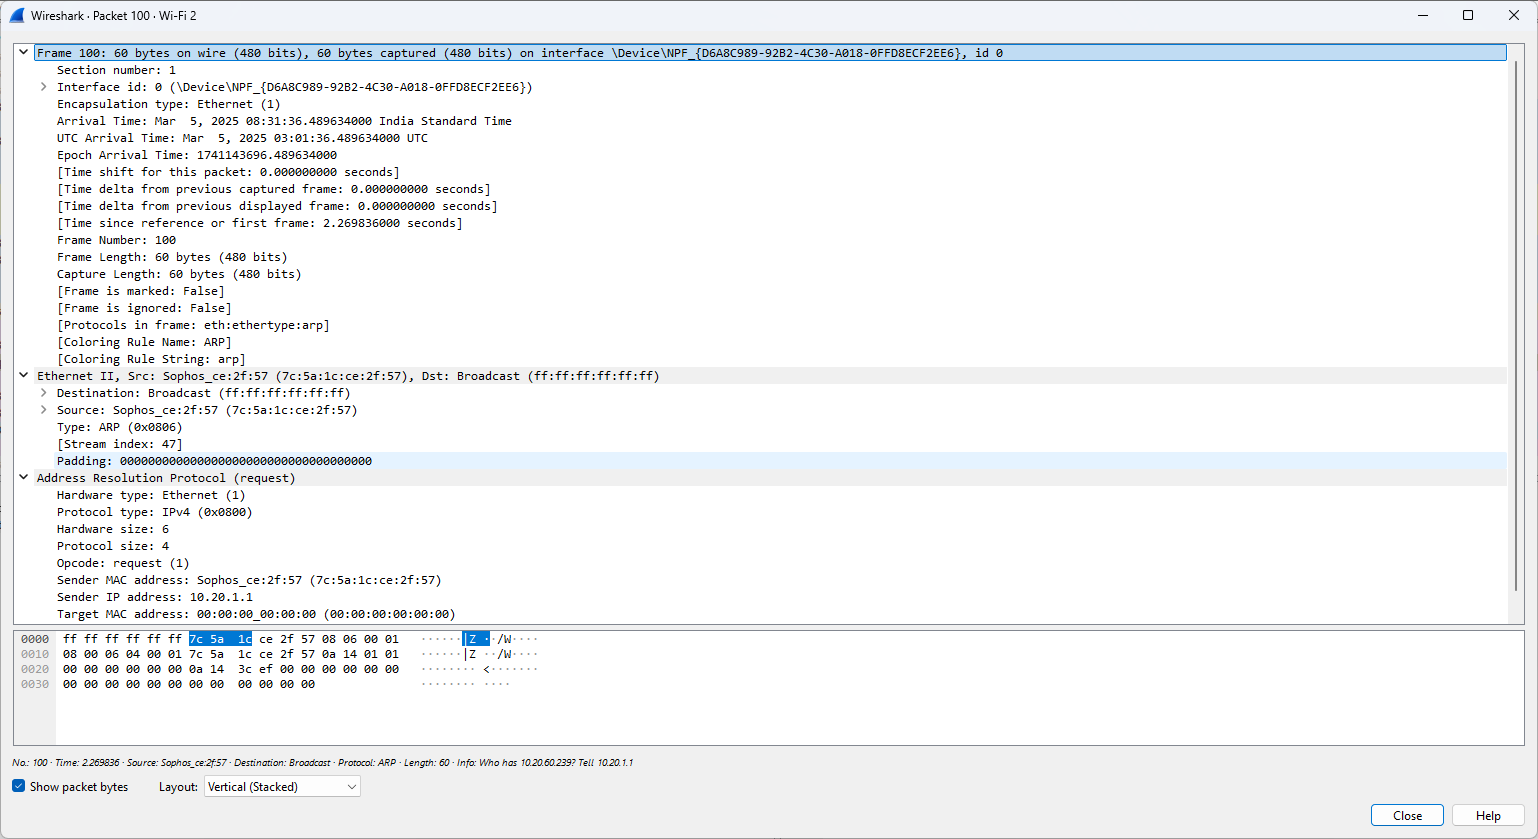 Wireshark · Packet 100 · Wi-Fi 2
Frame 100: 60 bytes on wire (480 bits), 60 bytes captured (480 bits) on interface \Device\NPF_{D6A8C989-92B2-4C30-A018-0FFD8ECF2EE6}, id 0
Section number: 1
Interface id: 0 (\Device\NPF_{D6A8C989-92B2-4C30-A018-0FFD8ECF2EE6})
Encapsulation type: Ethernet (1)
Arrival Time: Mar  5, 2025 08:31:36.489634000 India Standard Time
UTC Arrival Time: Mar  5, 2025 03:01:36.489634000 UTC
Epoch Arrival Time: 1741143696.489634000
[Time shift for this packet: 0.000000000 seconds]
[Time delta from previous captured frame: 0.000000000 seconds]
[Time delta from previous displayed frame: 0.000000000 seconds]
[Time since reference or first frame: 2.269836000 seconds]
Frame Number: 100
Frame Length: 60 bytes (480 bits)
Capture Length: 60 bytes (480 bits)
[Frame is marked: False]
[Frame is ignored: False]
[Protocols in frame: eth:ethertype:arp]
[Coloring Rule Name: ARP]
[Coloring Rule String: arp]
Ethernet II, Src: Sophos_ce:2f:57 (7c:5a:1c:ce:2f:57), Dst: Broadcast (ff:ff:ff:ff:ff:ff)
Destination: Broadcast (ff:ff:ff:ff:ff:ff)
Source: Sophos_ce:2f:57 (7c:5a:1c:ce:2f:57)
Type: ARP (0x0806)
[Stream index: 47]
Padding: 000000000000000000000000000000000000
Address Resolution Protocol (request)
Hardware type: Ethernet (1)
Protocol type: IPv4 (0x0800)
Hardware size: 6
Protocol size: 4
Opcode: request (1)
Sender MAC address: Sophos_ce:2f:57 (7c:5a:1c:ce:2f:57)
Sender IP address: 10.20.1.1
Target MAC address: 00:00:00_00:00:00 (00:00:00:00:00:00)
0000  ff ff ff ff ff ff 7c 5a  1c ce 2f 57 08 06 00 01   ······|Z ··/W····
0010  08 00 06 04 00 01 7c 5a  1c ce 2f 57 0a 14 01 01   ······|Z ··/W····
0020  00 00 00 00 00 00 0a 14  3c ef 00 00 00 00 00 00   ········ <·······
0030  00 00 00 00 00 00 00 00  00 00 00 00   ········ ····
No.: 100 · Time: 2.269836 · Source: Sophos_ce:2f:57 · Destination: Broadcast · Protocol: ARP · Length: 60 · Info: Who has 10.20.60.239? Tell 10.20.1.1
Show packet bytes  Layout: Vertical (Stacked)
Close  Help